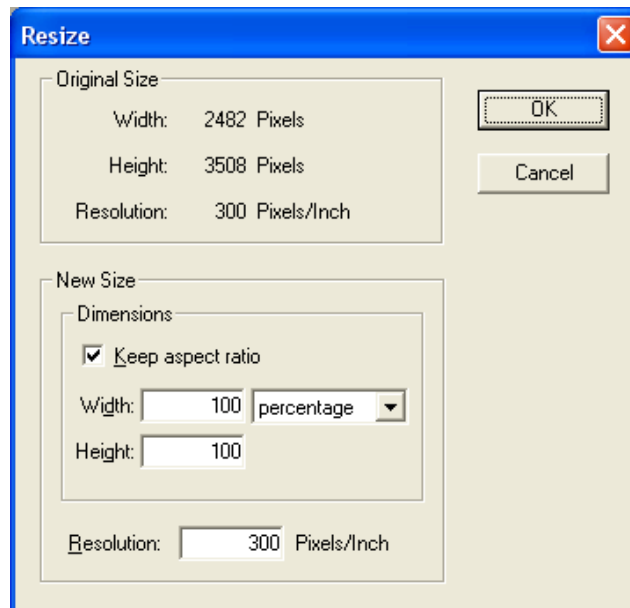 Resize
Original Size
Width: 2482 Pixels
Height: 3508 Pixels
Resolution: 300 Pixels/Inch
OK
Cancel
New Size
Dimensions
Keep aspect ratio
Width: 100 percentage
Height: 100
Resolution: 300 Pixels/Inch